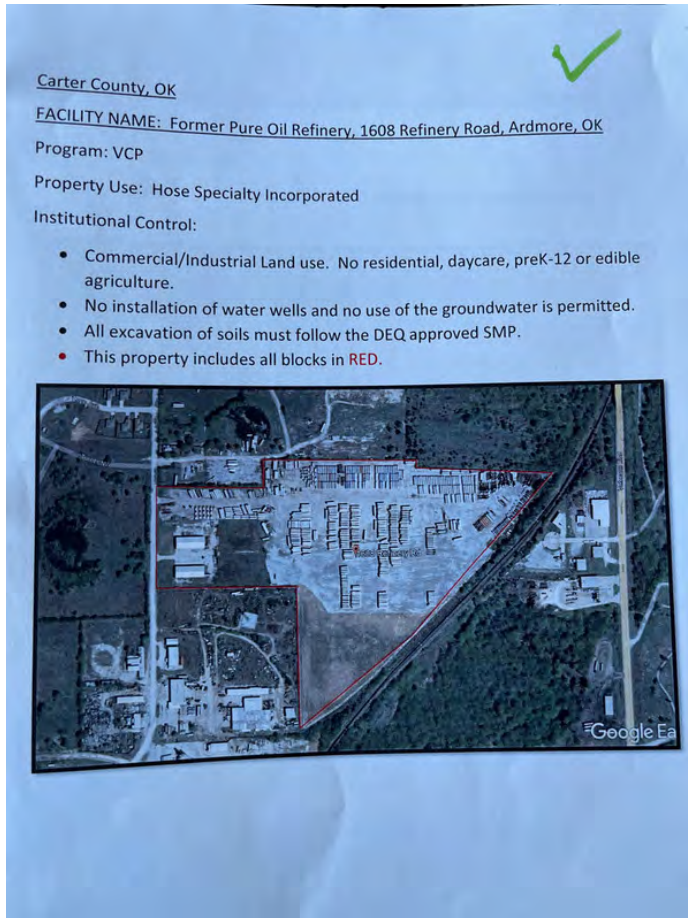 Carter County, OK
FACILITY NAME: Former Pure Oil Refinery, 1608 Refinery Road, Ardmore, OK
Program: VCP
Property Use: Hose Specialty Incorporated
Institutional Control:
• Commercial/Industrial Land use. No residential, daycare, preK-12 or edible
agriculture.
• No installation of water wells and no use of the groundwater is permitted.
• All excavation of soils must follow the DEQ approved SMP.
• This property includes all blocks in RED.
Refinery Rd
Google Ea